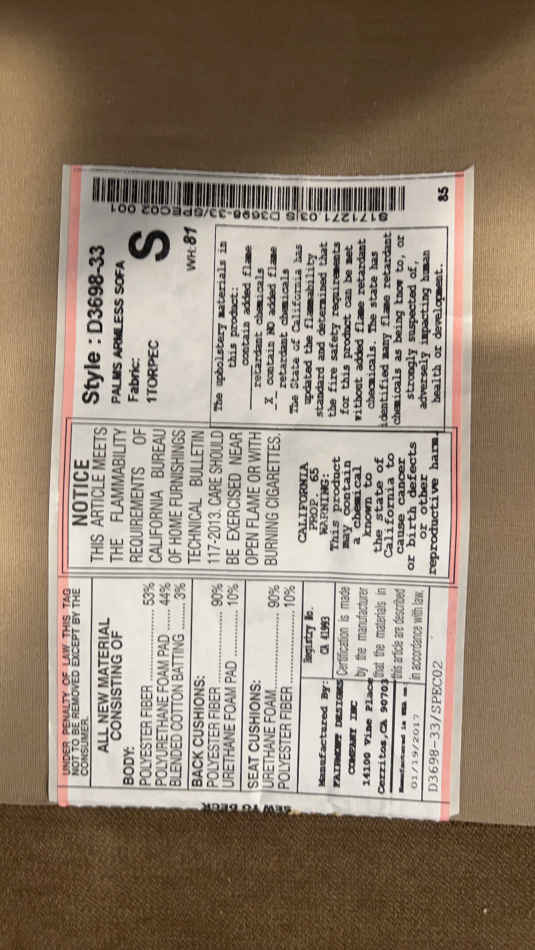 UNDER PENALTY OF LAW THIS TAG
NOT TO BE REMOVED EXCEPT BY THE
CONSUMER.
ALL NEW MATERIAL
CONSISTING OF
BODY:
POLYESTER FIBER .......... 53%
POLYURETHANE FOAM PAD ..... 44%
BLENDED COTTON BATTING ....... 3%
BACK CUSHIONS:
POLYESTER FIBER .............. 90%
URETHANE FOAM PAD ............ 10%
SEAT CUSHIONS:
URETHANE FOAM ................ 90%
POLYESTER FIBER .............. 10%
Manufactured By:
FAIRMONT DESIGNS
COMPANY INC
14100 Vine Place
Cerritos,CA 90703
Manufactured in
01/19/2017
Registry No.
CA 41993
Certification is made
by the manufacturer
that the materials in
this article are described
in accordance with law.
D3698-33/SPEC02
SEW TO DECK
NOTICE
THIS ARTICLE MEETS
THE FLAMMABILITY
REQUIREMENTS OF
CALIFORNIA BUREAU
OF HOME FURNISHINGS
TECHNICAL BULLETIN
117-2013. CARE SHOULD
BE EXERCISED NEAR
OPEN FLAME OR WITH
BURNING CIGARETTES.
CALIFORNIA
PROP. 65
WARNING:
This product
may contain
a chemical
known to
the state of
California to
cause cancer
or birth defects
or other
reproductive harm.
Style : D3698-33
PALMS ARMLESS SOFA
Fabric:
1TORPEC
S
WH:81
The upholstery materials in
this product:
contain added flame
retardant chemicals
X contain NO added flame
retardant chemicals
The State of California has
updated the flammability
standard and determined that
the fire safety requirements
for this product can be met
without added flame retardant
chemicals. The state has
identified many flame retardant
chemicals as being know to, or
strongly suspected of,
adversely impacting human
health or development.
S171271 03 S D3698-33/SPEC02 001
85